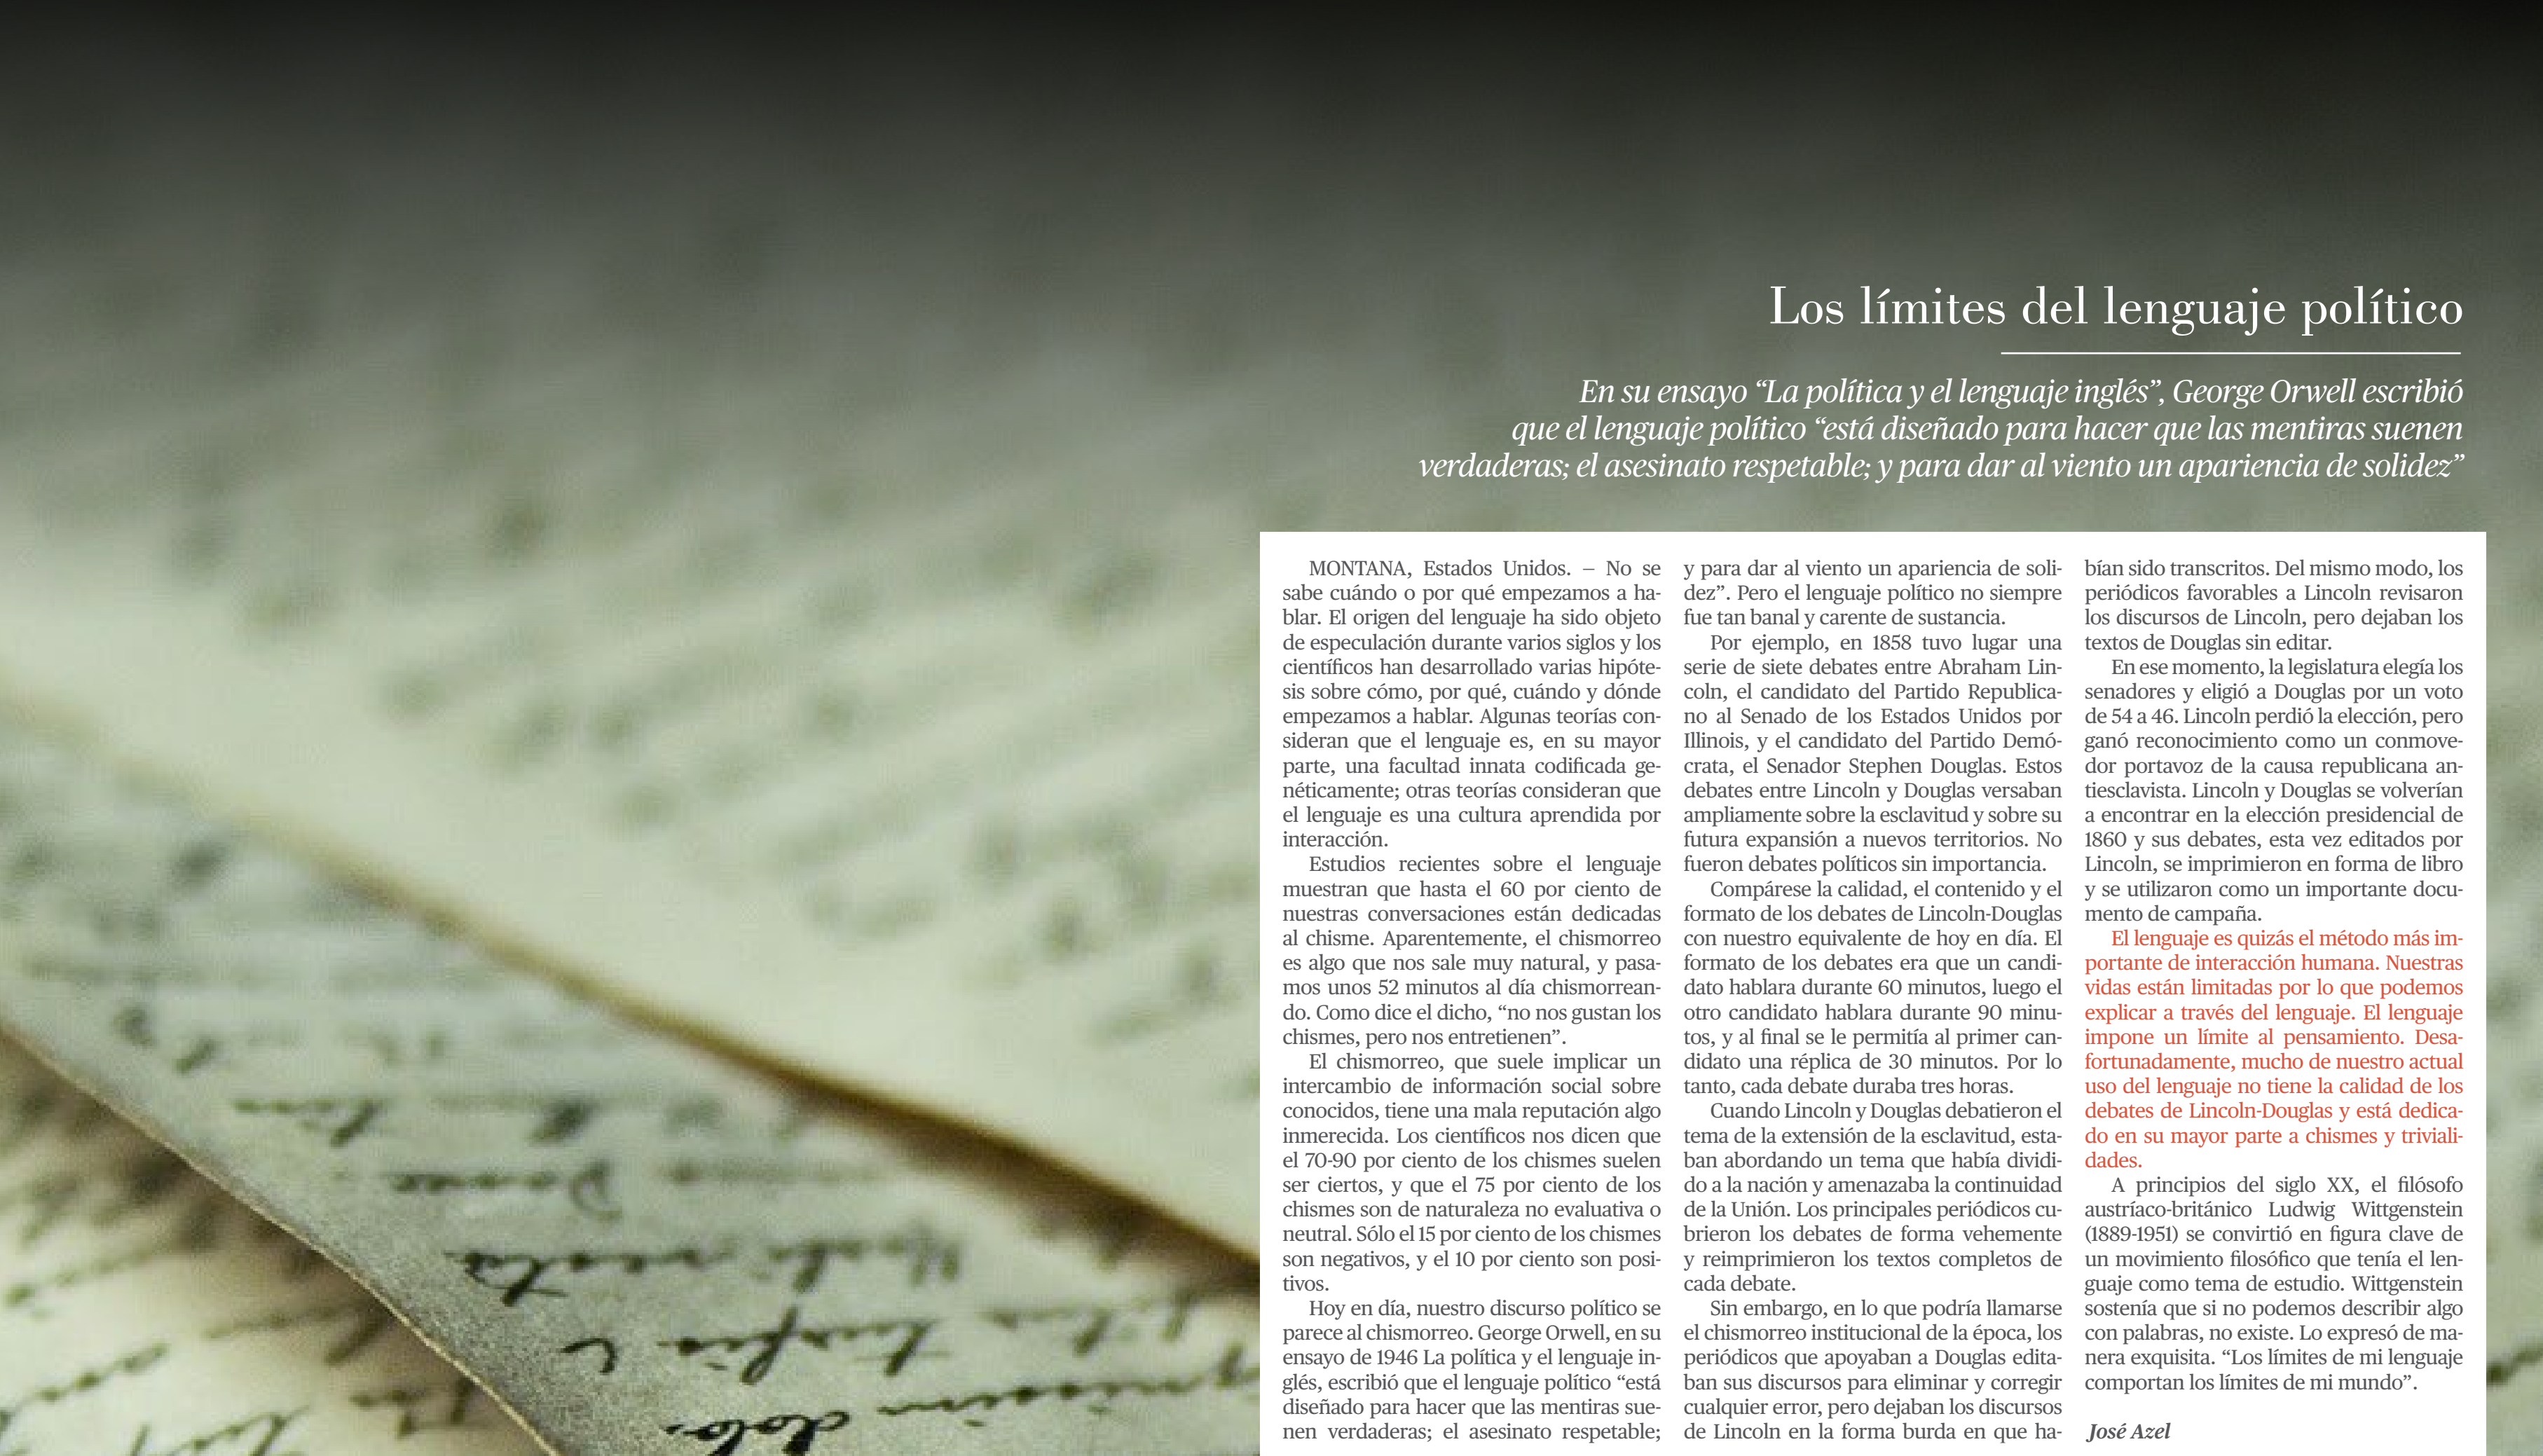 Los límites del lenguaje político
En su ensayo “La política y el lenguaje inglés”, George Orwell escribió
que el lenguaje político “está diseñado para hacer que las mentiras suenen
verdaderas; el asesinato respetable; y para dar al viento un apariencia de solidez”
MONTANA, Estados Unidos. – No se
sabe cuándo o por qué empezamos a ha-
blar. El origen del lenguaje ha sido objeto
de especulación durante varios siglos y los
científicos han desarrollado varias hipóte-
sis sobre cómo, por qué, cuándo y dónde
empezamos a hablar. Algunas teorías con-
sideran que el lenguaje es, en su mayor
parte, una facultad innata codificada ge-
néticamente; otras teorías consideran que
el lenguaje es una cultura aprendida por
interacción.
Estudios recientes sobre el lenguaje
muestran que hasta el 60 por ciento de
nuestras conversaciones están dedicadas
al chisme. Aparentemente, el chismorreo
es algo que nos sale muy natural, y pasa-
mos unos 52 minutos al día chismorrean-
do. Como dice el dicho, “no nos gustan los
chismes, pero nos entretienen”.
El chismorreo, que suele implicar un
intercambio de información social sobre
conocidos, tiene una mala reputación algo
inmerecida. Los científicos nos dicen que
el 70-90 por ciento de los chismes suelen
ser ciertos, y que el 75 por ciento de los
chismes son de naturaleza no evaluativa o
neutral. Sólo el 15 por ciento de los chismes
son negativos, y el 10 por ciento son posi-
tivos.
Hoy en día, nuestro discurso político se
parece al chismorreo. George Orwell, en su
ensayo de 1946 La política y el lenguaje in-
glés, escribió que el lenguaje político “está
diseñado para hacer que las mentiras sue-
nen verdaderas; el asesinato respetable;
y para dar al viento un apariencia de soli-
dez”. Pero el lenguaje político no siempre
fue tan banal y carente de sustancia.
Por ejemplo, en 1858 tuvo lugar una
serie de siete debates entre Abraham Lin-
coln, el candidato del Partido Republica-
no al Senado de los Estados Unidos por
Illinois, y el candidato del Partido Demó-
crata, el Senador Stephen Douglas. Estos
debates entre Lincoln y Douglas versaban
ampliamente sobre la esclavitud y sobre su
futura expansión a nuevos territorios. No
fueron debates políticos sin importancia.
Compárese la calidad, el contenido y el
formato de los debates de Lincoln-Douglas
con nuestro equivalente de hoy en día. El
formato de los debates era que un candi-
dato hablara durante 60 minutos, luego el
otro candidato hablara durante 90 minu-
tos, y al final se le permitía al primer can-
didato una réplica de 30 minutos. Por lo
tanto, cada debate duraba tres horas.
Cuando Lincoln y Douglas debatieron el
tema de la extensión de la esclavitud, esta-
ban abordando un tema que había dividi-
do a la nación y amenazaba la continuidad
de la Unión. Los principales periódicos cu-
brieron los debates de forma vehemente
y reimprimieron los textos completos de
cada debate.
Sin embargo, en lo que podría llamarse
el chismorreo institucional de la época, los
periódicos que apoyaban a Douglas edita-
ban sus discursos para eliminar y corregir
cualquier error, pero dejaban los discursos
de Lincoln en la forma burda en que ha-
bían sido transcritos. Del mismo modo, los
periódicos favorables a Lincoln revisaron
los discursos de Lincoln, pero dejaban los
textos de Douglas sin editar.
En ese momento, la legislatura elegía los
senadores y eligió a Douglas por un voto
de 54 a 46. Lincoln perdió la elección, pero
ganó reconocimiento como un conmove-
dor portavoz de la causa republicana an-
tiesclavista. Lincoln y Douglas se volverían
a encontrar en la elección presidencial de
1860 y sus debates, esta vez editados por
Lincoln, se imprimieron en forma de libro
y se utilizaron como un importante docu-
mento de campaña.
El lenguaje es quizás el método más im-
portante de interacción humana. Nuestras
vidas están limitadas por lo que podemos
explicar a través del lenguaje. El lenguaje
impone un límite al pensamiento. Desa-
fortunadamente, mucho de nuestro actual
uso del lenguaje no tiene la calidad de los
debates de Lincoln-Douglas y está dedica-
do en su mayor parte a chismes y triviali-
dades.
A principios del siglo XX, el filósofo
austríaco-británico Ludwig Wittgenstein
(1889-1951) se convirtió en figura clave de
un movimiento filosófico que tenía el len-
guaje como tema de estudio. Wittgenstein
sostenía que si no podemos describir algo
con palabras, no existe. Lo expresó de ma-
nera exquisita. “Los límites de mi lenguaje
comportan los límites de mi mundo”.
José Azel